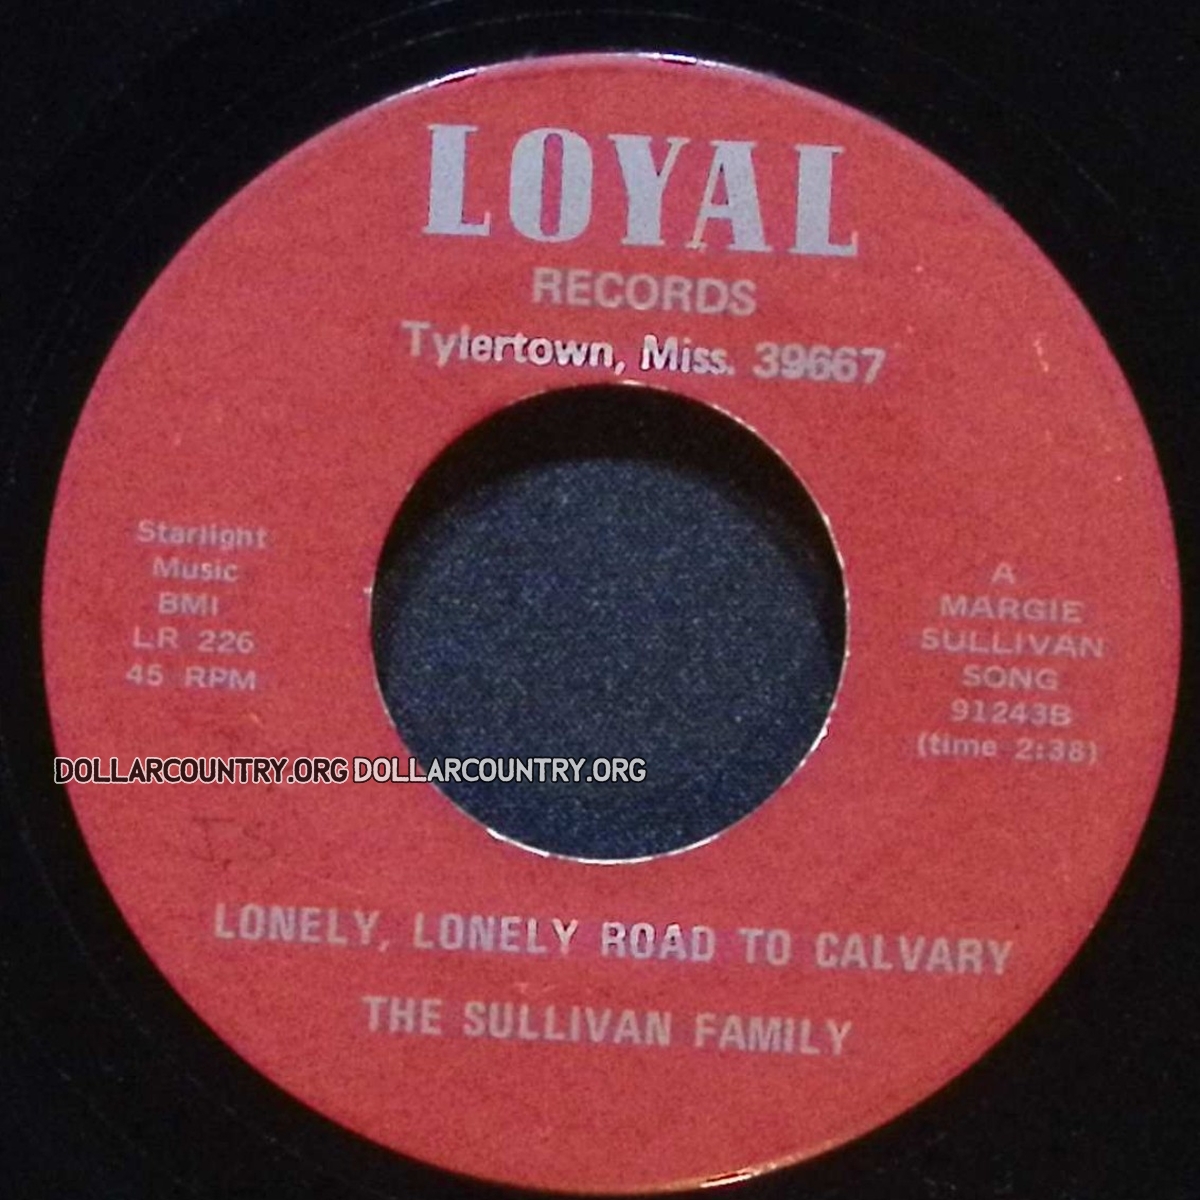 LOYAL
RECORDS
Tylertown, Miss. 39667
Starlight
Music
BMI
LR 226
45 RPM
A
MARGIE
SULLIVAN
SONG
91243B
(time 2:38)
DOLLARCOUNTRY.ORG DOLLARCOUNTRY.ORG
LONELY, LONELY ROAD TO CALVARY
THE SULLIVAN FAMILY